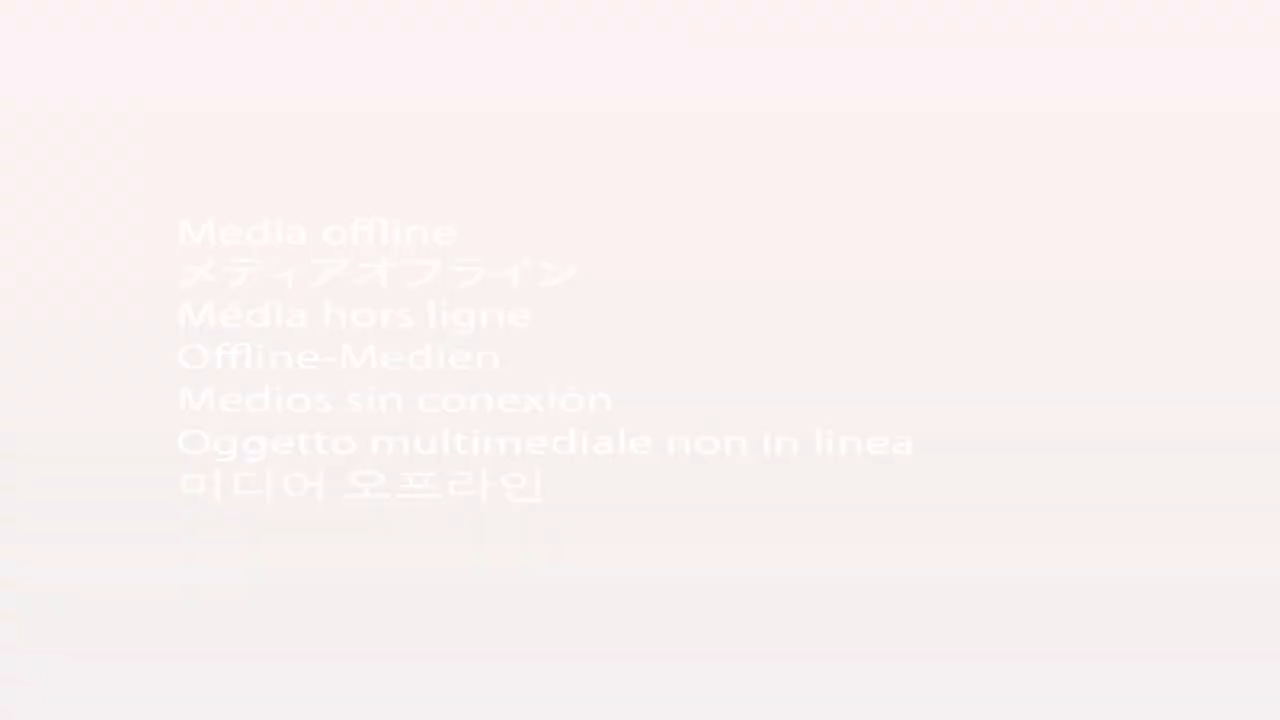 Media offline
メディアオフライン
Média hors ligne
Offline-Medien
Medios sin conexión
Oggetto multimediale non in linea
미디어 오프라인